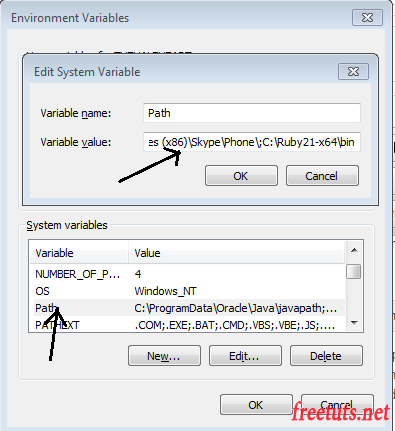 Environment Variables
Edit System Variable
Variable name:
Path
Variable value:
es (x86)\Skype\Phone\;C:\Ruby21-x64\bin
OK
Cancel
System variables
Variable Value
NUMBER_OF_P... 4
OS Windows_NT
Path C:\ProgramData\Oracle\Java\javapath;...
PATHEXT .COM;.EXE;.BAT;.CMD;.VBS;.VBE;.JS;....
New... Edit... Delete
OK Cancel
freetuts.net